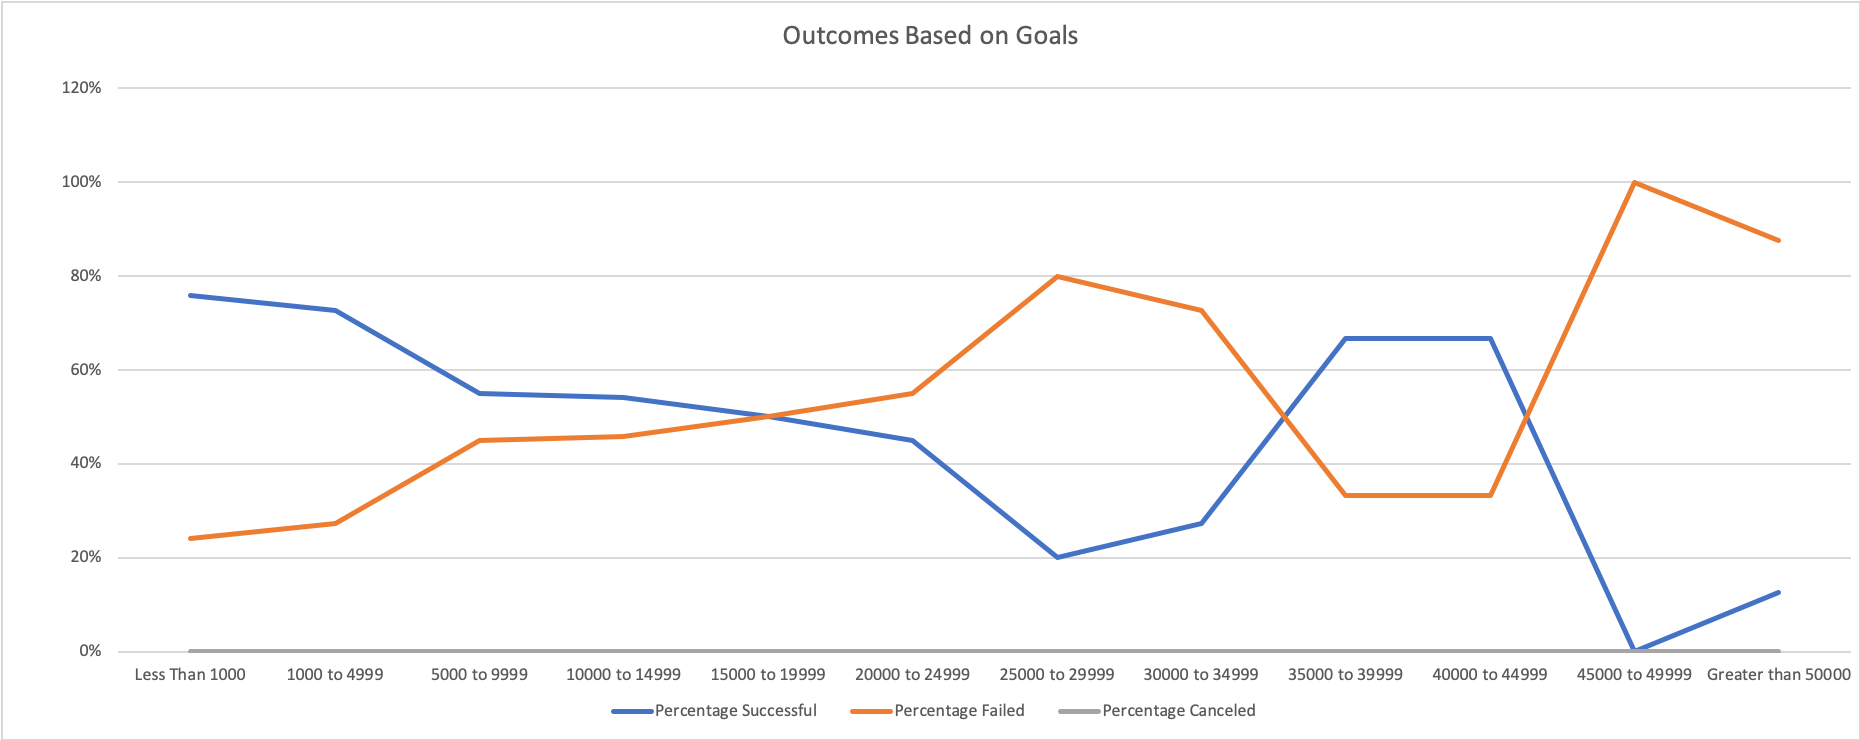 Outcomes Based on Goals
120%
100%
80%
60%
40%
20%
0%
Less Than 1000 1000 to 4999 5000 to 9999 10000 to 14999 15000 to 19999 20000 to 24999 25000 to 29999 30000 to 34999 35000 to 39999 40000 to 44999 45000 to 49999 Greater than 50000
Percentage Successful Percentage Failed Percentage Canceled